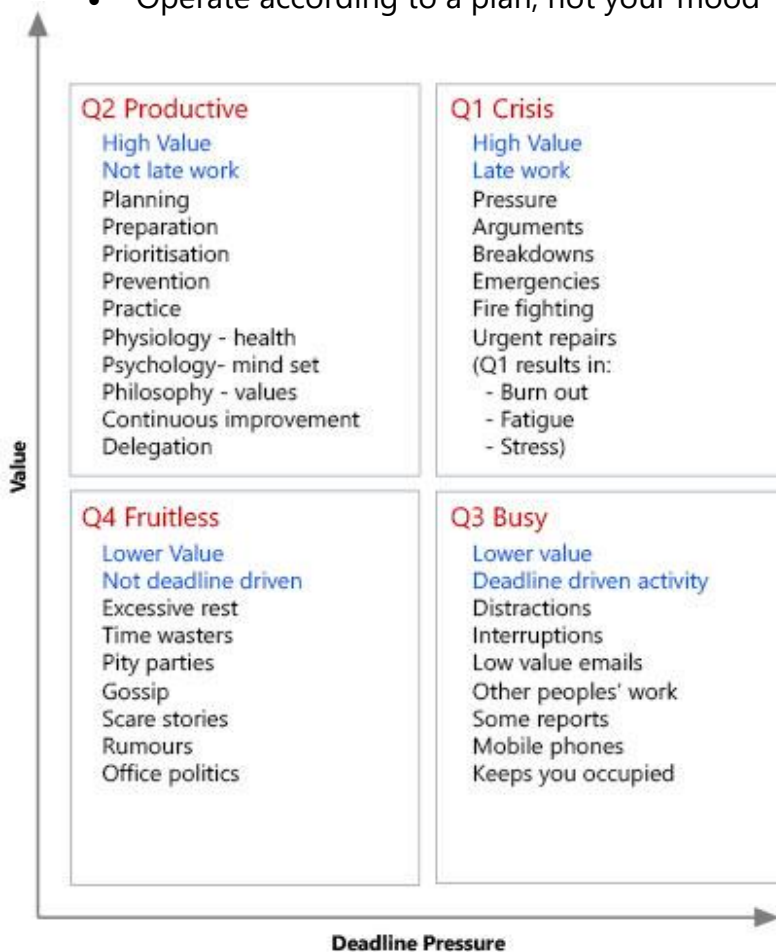 • Operate according to a plan, not your mood
Q2 Productive
High Value
Not late work
Planning
Preparation
Prioritisation
Prevention
Practice
Physiology - health
Psychology- mind set
Philosophy - values
Continuous improvement
Delegation
Q1 Crisis
High Value
Late work
Pressure
Arguments
Breakdowns
Emergencies
Fire fighting
Urgent repairs
(Q1 results in:
- Burn out
- Fatigue
- Stress)
Value
Q4 Fruitless
Lower Value
Not deadline driven
Excessive rest
Time wasters
Pity parties
Gossip
Scare stories
Rumours
Office politics
Q3 Busy
Lower value
Deadline driven activity
Distractions
Interruptions
Low value emails
Other peoples' work
Some reports
Mobile phones
Keeps you occupied
Deadline Pressure